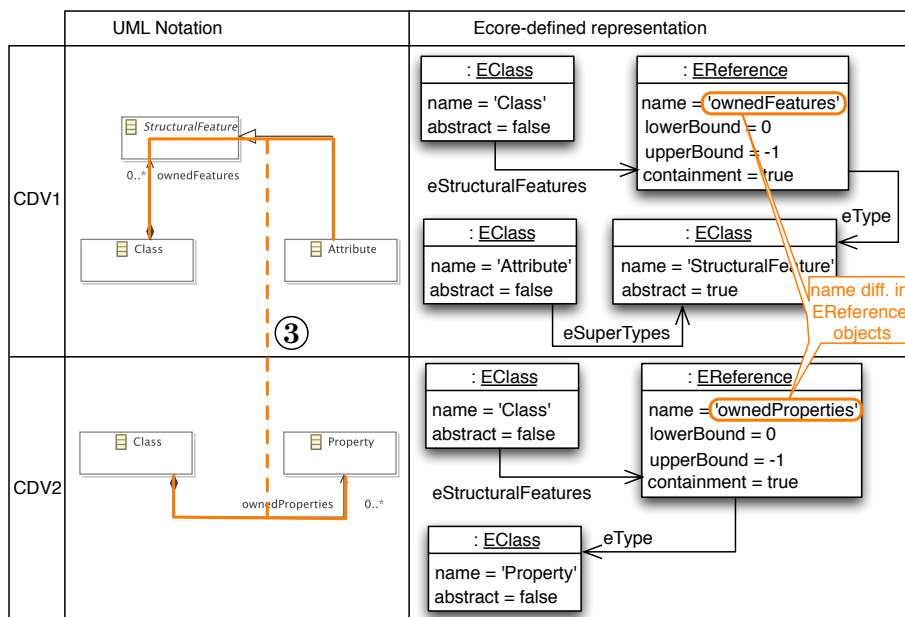 UML Notation
Ecore-defined representation
CDV1
StructuralFeature
0..* ownedFeatures
Class
Attribute
: EClass
name = 'Class'
abstract = false
: EReference
name = 'ownedFeatures'
lowerBound = 0
upperBound = -1
containment = true
eStructuralFeatures
eType
: EClass
name = 'Attribute'
abstract = false
: EClass
name = 'StructuralFeature'
abstract = true
eSuperTypes
name diff. in
EReference
objects
3
CDV2
Class
Property
ownedProperties 0..*
: EClass
name = 'Class'
abstract = false
: EReference
name = 'ownedProperties'
lowerBound = 0
upperBound = -1
containment = true
eStructuralFeatures
eType
: EClass
name = 'Property'
abstract = false